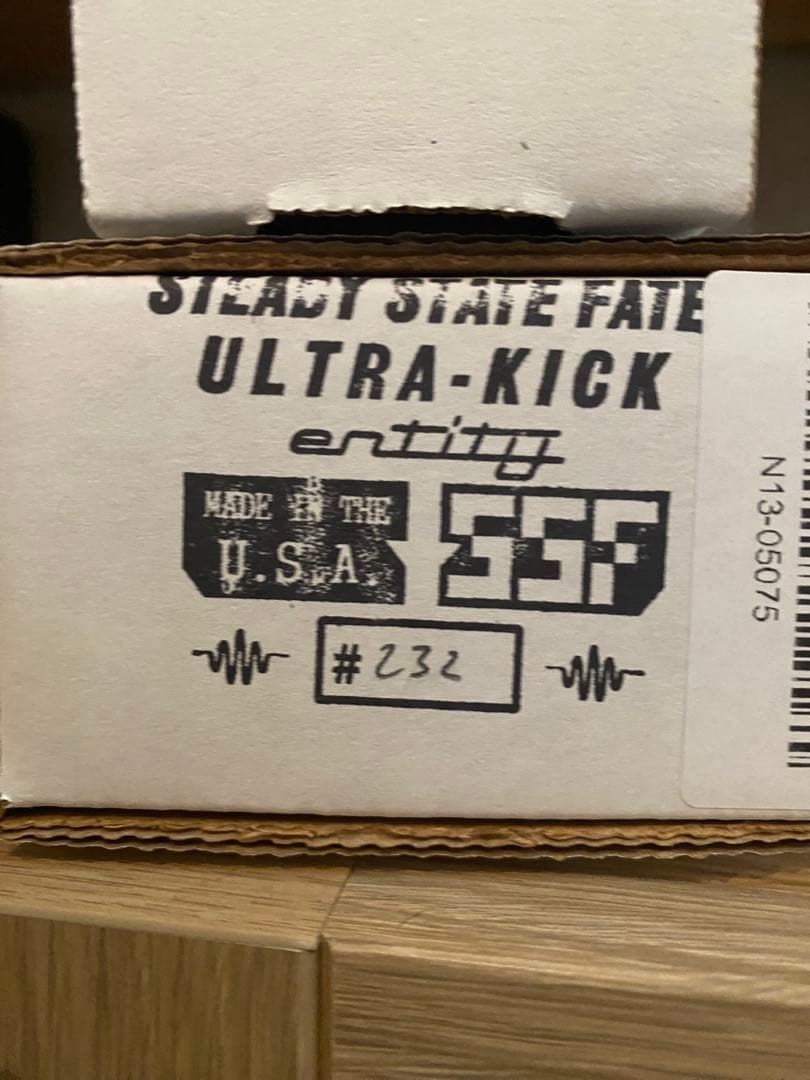 STEADY STATE FATE
ULTRA-KICK
entity
MADE IN THE
U.S.A.
SSF
#232
N13-05075